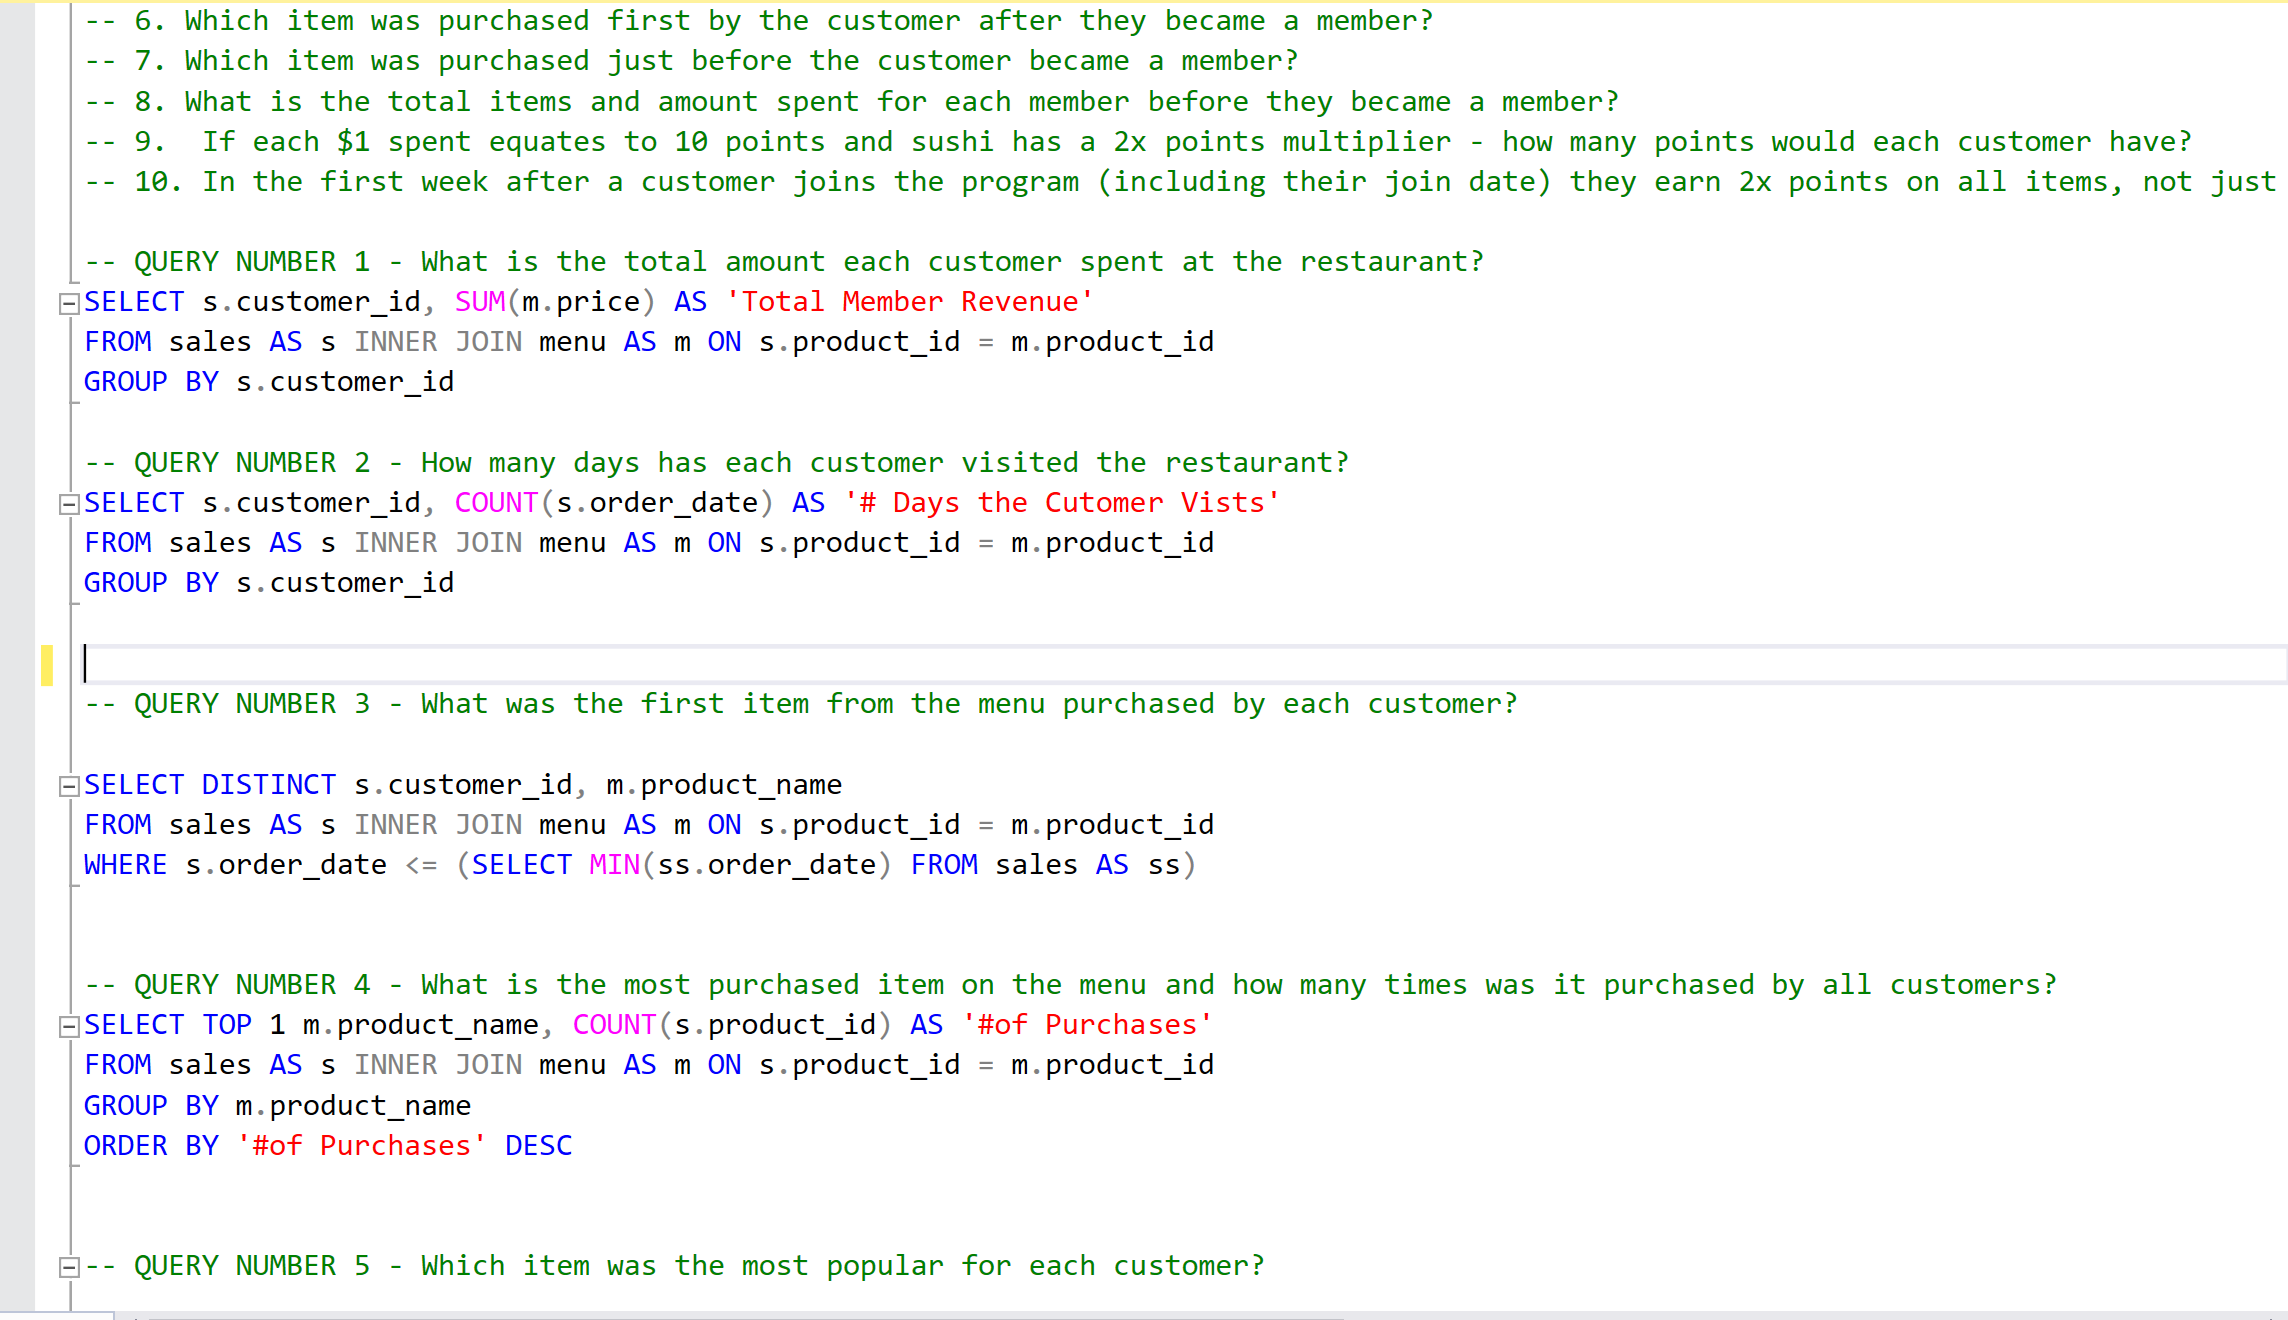 -- 6. Which item was purchased first by the customer after they became a member?
-- 7. Which item was purchased just before the customer became a member?
-- 8. What is the total items and amount spent for each member before they became a member?
-- 9.  If each $1 spent equates to 10 points and sushi has a 2x points multiplier - how many points would each customer have?
-- 10. In the first week after a customer joins the program (including their join date) they earn 2x points on all items, not just
-- QUERY NUMBER 1 - What is the total amount each customer spent at the restaurant?
SELECT s.customer_id, SUM(m.price) AS 'Total Member Revenue'
FROM sales AS s INNER JOIN menu AS m ON s.product_id = m.product_id
GROUP BY s.customer_id
-- QUERY NUMBER 2 - How many days has each customer visited the restaurant?
SELECT s.customer_id, COUNT(s.order_date) AS '# Days the Cutomer Vists'
FROM sales AS s INNER JOIN menu AS m ON s.product_id = m.product_id
GROUP BY s.customer_id
-- QUERY NUMBER 3 - What was the first item from the menu purchased by each customer?
SELECT DISTINCT s.customer_id, m.product_name
FROM sales AS s INNER JOIN menu AS m ON s.product_id = m.product_id
WHERE s.order_date <= (SELECT MIN(ss.order_date) FROM sales AS ss)
-- QUERY NUMBER 4 - What is the most purchased item on the menu and how many times was it purchased by all customers?
SELECT TOP 1 m.product_name, COUNT(s.product_id) AS '#of Purchases'
FROM sales AS s INNER JOIN menu AS m ON s.product_id = m.product_id
GROUP BY m.product_name
ORDER BY '#of Purchases' DESC
-- QUERY NUMBER 5 - Which item was the most popular for each customer?